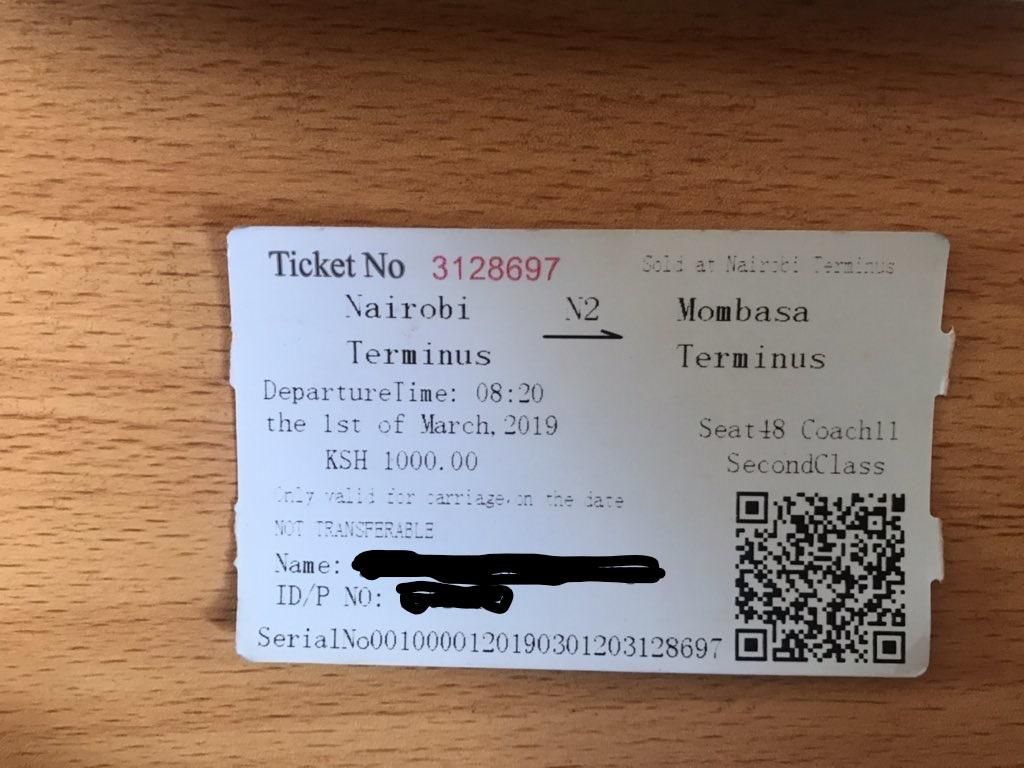 Ticket No 3128697 Sold at Nairobi Terminus
Nairobi N2 Mombasa
Terminus Terminus
DepartureTime: 08:20
the 1st of March, 2019
Seat48 Coach11
KSH 1000.00
SecondClass
Only valid for carriage on the date
NOT TRANSFERABLE
Name:
ID/P NO:
SerialNo001000012019030120​3128697